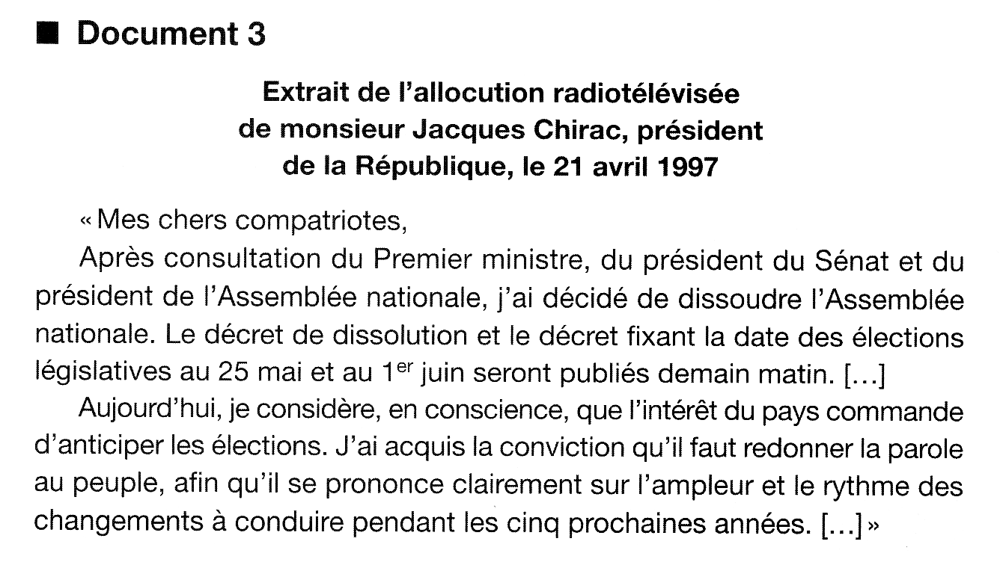 ■ Document 3
Extrait de l'allocution radiotélévisée
de monsieur Jacques Chirac, président
de la République, le 21 avril 1997
« Mes chers compatriotes,
Après consultation du Premier ministre, du président du Sénat et du
président de l'Assemblée nationale, j'ai décidé de dissoudre l'Assemblée
nationale. Le décret de dissolution et le décret fixant la date des élections
législatives au 25 mai et au 1er juin seront publiés demain matin. [...]
Aujourd'hui, je considère, en conscience, que l'intérêt du pays commande
d'anticiper les élections. J'ai acquis la conviction qu'il faut redonner la parole
au peuple, afin qu'il se prononce clairement sur l'ampleur et le rythme des
changements à conduire pendant les cinq prochaines années. [...] »